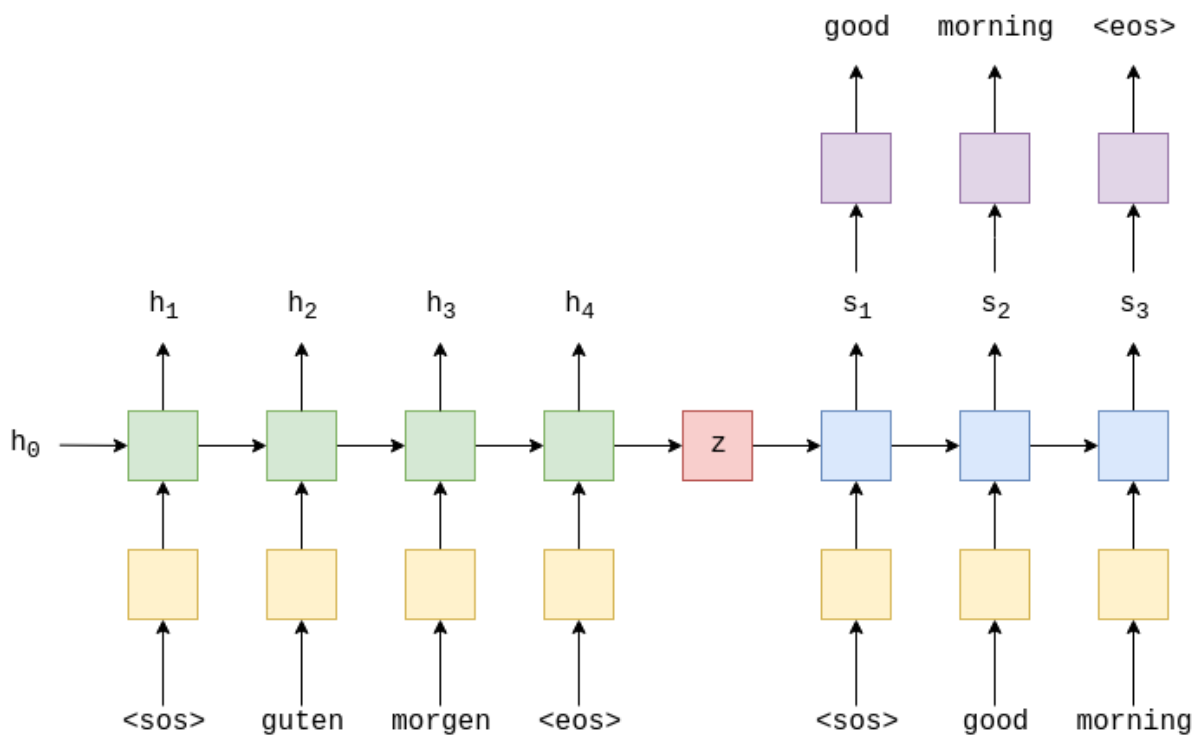 good morning <eos>
h₁ h₂ h₃ h₄ s₁ s₂ s₃
h₀ z
<sos> guten morgen <eos> <sos> good morning